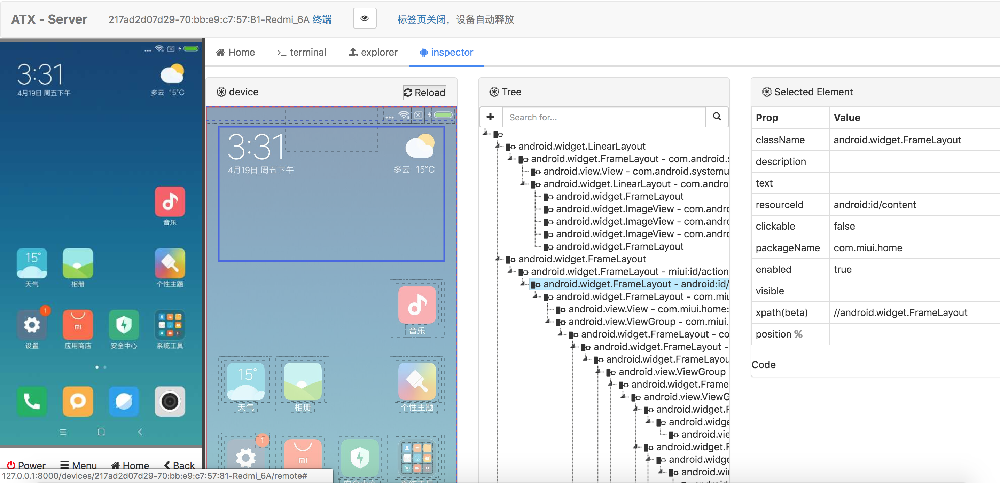 ATX - Server 217ad2d07d29-70:bb:e9:c7:57:81-Redmi_6A 终端 标签页关闭，设备自动释放
3:31
4月19日 周五下午
多云 15°C
音乐
15°
天气
相册
个性主题
1
mi
设置
应用商店
安全中心
系统工具
Power
Menu
Home
Back
127.0.0.1:8000/devices/217ad2d07d29-70:bb:e9:c7:57:81-Redmi_6A/remote#
Home
terminal
explorer
inspector
device
Reload
3:31
4月19日 周五下午
多云 15°C
音乐
15°
天气
相册
个性主题
1
mi
Tree
Search for...
android.widget.LinearLayout
android.widget.FrameLayout - com.android.
android.view.View - com.android.systemu
android.widget.LinearLayout - com.andro
android.widget.FrameLayout
android.widget.ImageView - com.andro
android.widget.ImageView - com.andro
android.widget.ImageView - com.andro
android.widget.FrameLayout
android.widget.FrameLayout
android.widget.FrameLayout - miui:id/action
android.widget.FrameLayout - android:id/
android.widget.FrameLayout - com.miu
android.view.View - com.miui.home:
android.view.ViewGroup - com.miui.
android.widget.FrameLayout - co
android.widget.FrameLayout -
android.widget.FrameLayou
android.view.ViewGroup
android.widget.Frame
android.view.ViewG
android.widget.F
android.widge
android.vie
android.widget.F
android.widge
android.wid
Selected Element
Prop Value
className android.widget.FrameLayout
description
text
resourceId android:id/content
clickable false
packageName com.miui.home
enabled true
visible
xpath(beta) //android.widget.FrameLayout
position %
Code